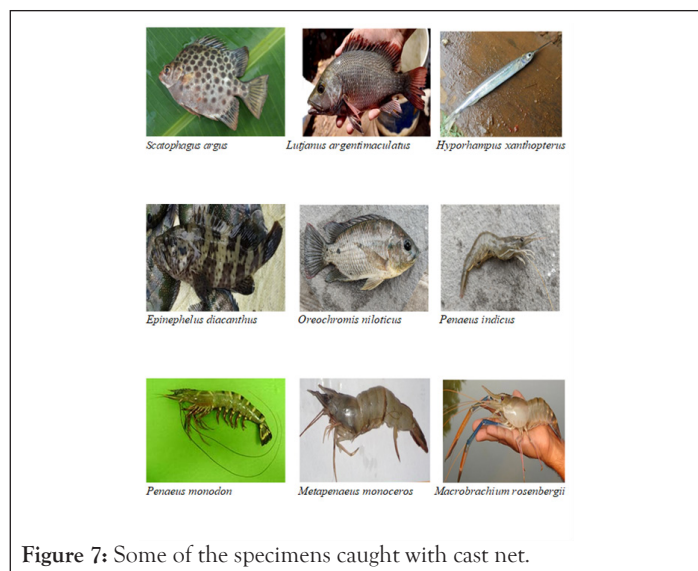 Scatophagus argus Lutjanus argentimaculatus Hyporhampus xanthopterus
Epinephelus diacanthus Oreochromis niloticus Penaeus indicus
Penaeus monodon Metapenaeus monoceros Macrobrachium rosenbergii
Figure 7: Some of the specimens caught with cast net.